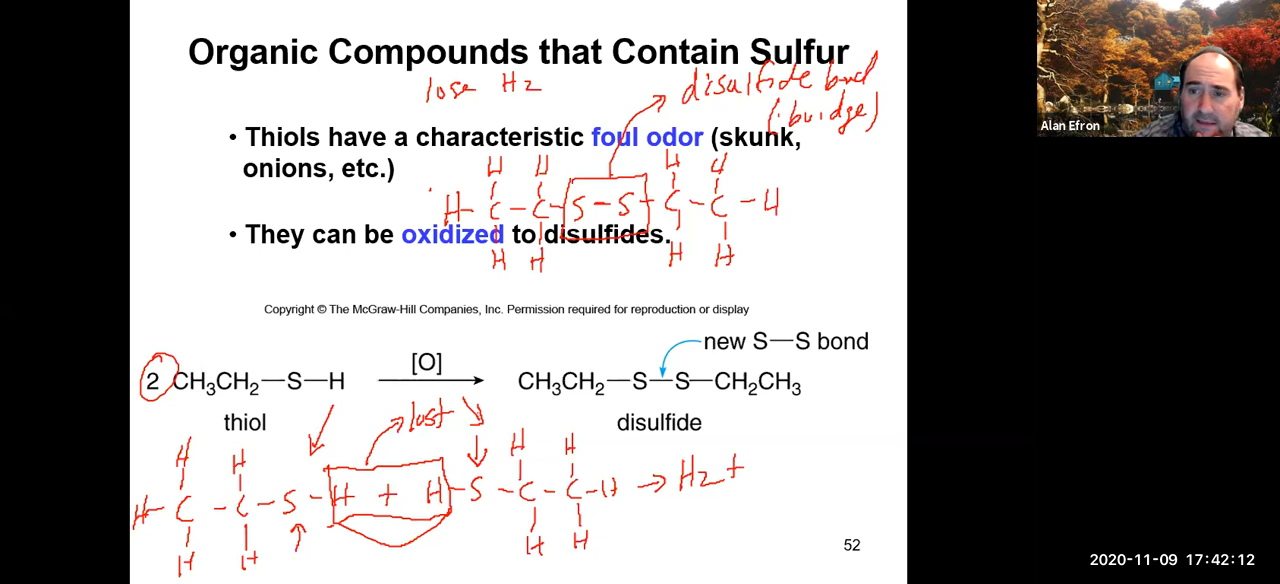 Organic Compounds that Contain Sulfur
lose H2
disulfide bond
(bridge)
Alan Efron
• Thiols have a characteristic foul odor (skunk,
onions, etc.)
H H H H
H-C-C-S-S-C-C-H
• They can be oxidized to disulfides.
H H H H
Copyright © The McGraw-Hill Companies, Inc. Permission required for reproduction or display
new S—S bond
[O]
2 CH3CH2—S—H CH3CH2—S—S—CH2CH3
thiol disulfide
lost
H H H H
H-C-C-S-H + H-S-C-C-H → H2 +
H H H H
52
2020-11-09 17:42:12